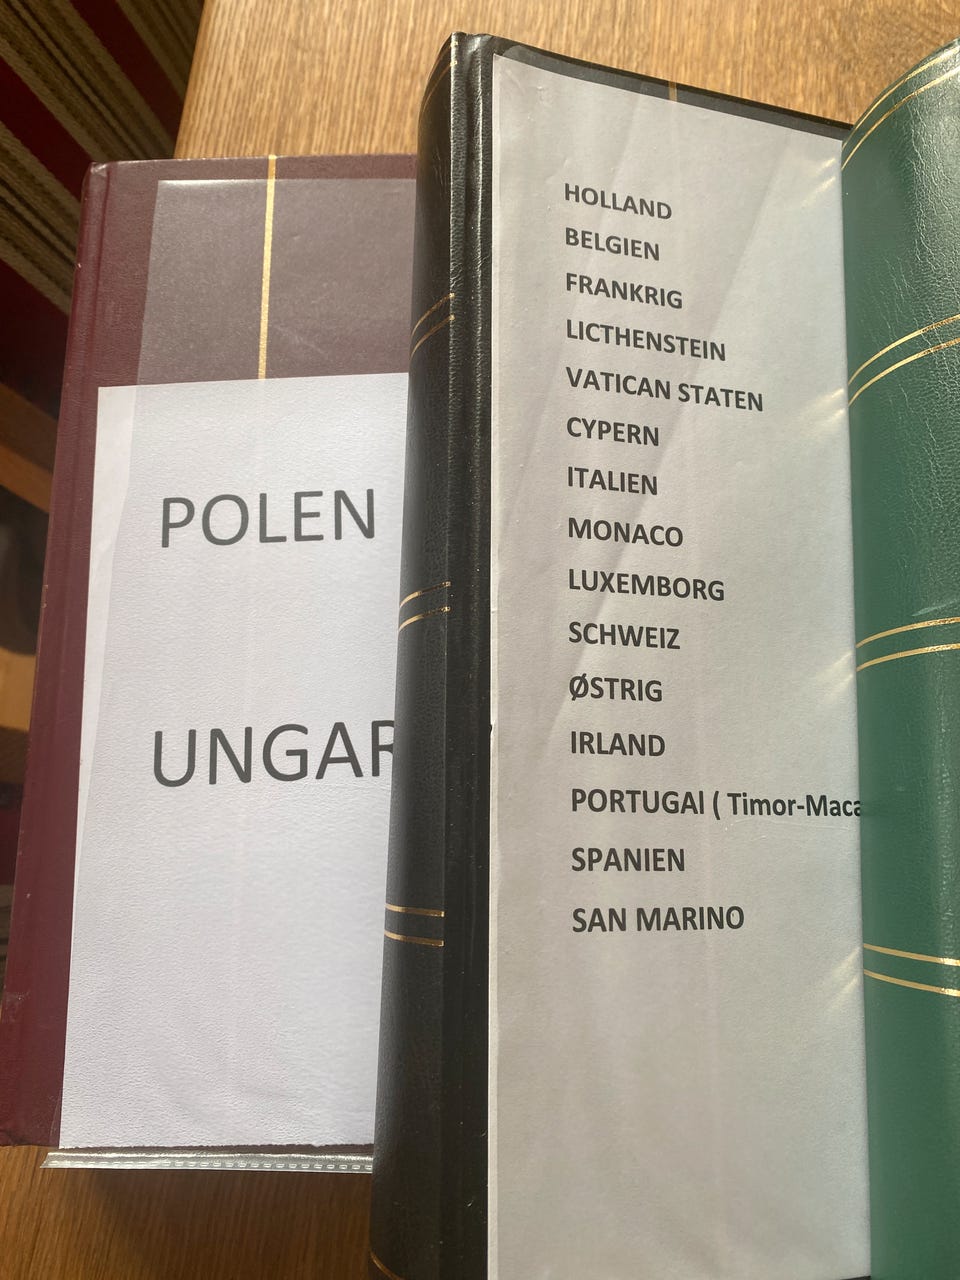 POLEN
UNGAR
HOLLAND
BELGIEN
FRANKRIG
LICTHENSTEIN
VATICAN STATEN
CYPERN
ITALIEN
MONACO
LUXEMBORG
SCHWEIZ
ØSTRIG
IRLAND
PORTUGAl ( Timor-Maca
SPANIEN
SAN MARINO